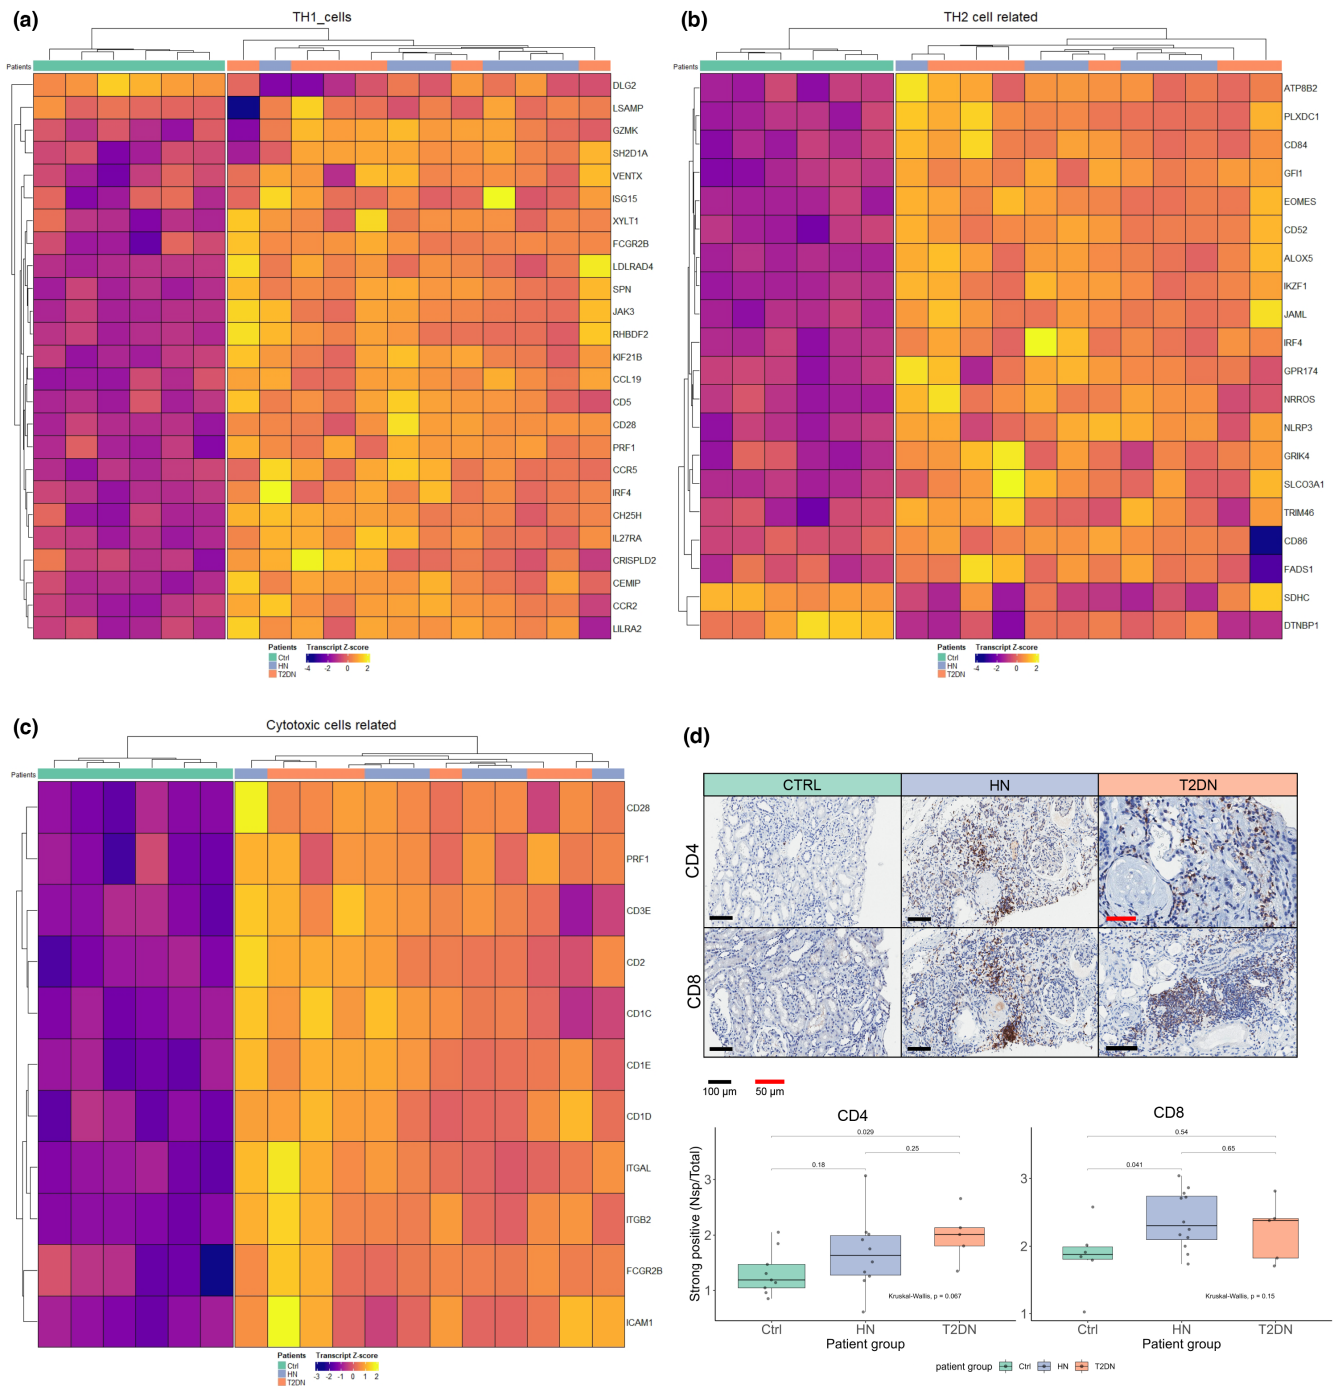 (a)
TH1_cells
Patients
DLG2
LSAMP
GZMK
SH2D1A
VENTX
ISG15
XYLT1
FCGR2B
LDLRAD4
SPN
JAK3
RHBDF2
KIF21B
CCL19
CD5
CD28
PRF1
CCR5
IRF4
CH25H
IL27RA
CRISPLD2
CEMIP
CCR2
LILRA2
Patients Transcript Z-score
Ctrl
HN
T2DN
-4 -2 0 2
(b)
TH2 cell related
Patients
ATP8B2
PLXDC1
CD84
GFI1
EOMES
CD52
ALOX5
IKZF1
JAML
IRF4
GPR174
NRROS
NLRP3
GRIK4
SLCO3A1
TRIM46
CD86
FADS1
SDHC
DTNBP1
Patients Transcript Z-score
Ctrl
HN
T2DN
-4 -2 0 2
(c)
Cytotoxic cells related
Patients
CD28
PRF1
CD3E
CD2
CD1C
CD1E
CD1D
ITGAL
ITGB2
FCGR2B
ICAM1
Patients Transcript Z-score
Ctrl
HN
T2DN
-3 -2 -1 0 1 2
(d)
CTRL HN T2DN
CD4
CD8
100 µm 50 µm
CD4
0.029
0.25
0.18
Strong positive (Nsp/Total)
3
2
1
Kruskal-Wallis, p = 0.067
Ctrl HN T2DN
Patient group
CD8
0.54
0.65
0.041
3
2
1
Kruskal-Wallis, p = 0.15
Ctrl HN T2DN
Patient group
patient group Ctrl HN T2DN